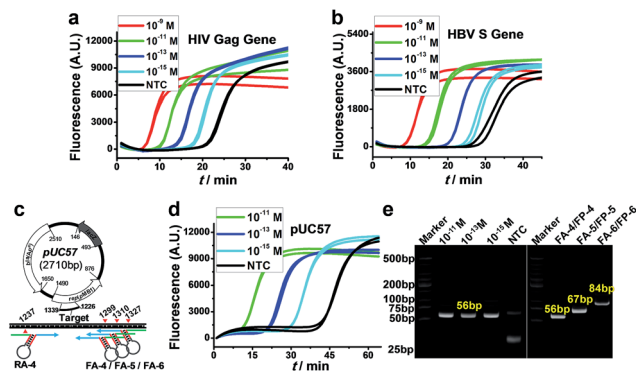 a
HIV Gag Gene
10⁻⁹ M
10⁻¹¹ M
10⁻¹³ M
10⁻¹⁵ M
NTC
Fluorescence (A.U.)
12000
9000
6000
3000
0
0 10 20 30 40
t / min
b
HBV S Gene
10⁻⁹ M
10⁻¹¹ M
10⁻¹³ M
10⁻¹⁵ M
NTC
Fluorescence (A.U.)
5400
3600
1800
0
0 10 20 30 40
t / min
c
pUC57
(2710bp)
2510
146
493
876
1650
1490
1339
1226
Target
1237
1299
1310
1327
RA-4
FA-4 / FA-5 / FA-6
d
pUC57
10⁻¹¹ M
10⁻¹³ M
10⁻¹⁵ M
NTC
Fluorescence (A.U.)
12000
9000
6000
3000
0
0 15 30 45 60
t / min
e
Marker
10⁻¹¹ M
10⁻¹³ M
10⁻¹⁵ M
NTC
Marker
FA-4/FP-4
FA-5/FP-5
FA-6/FP-6
500bp
200bp
100bp
75bp
50bp
25bp
56bp
56bp
67bp
84bp